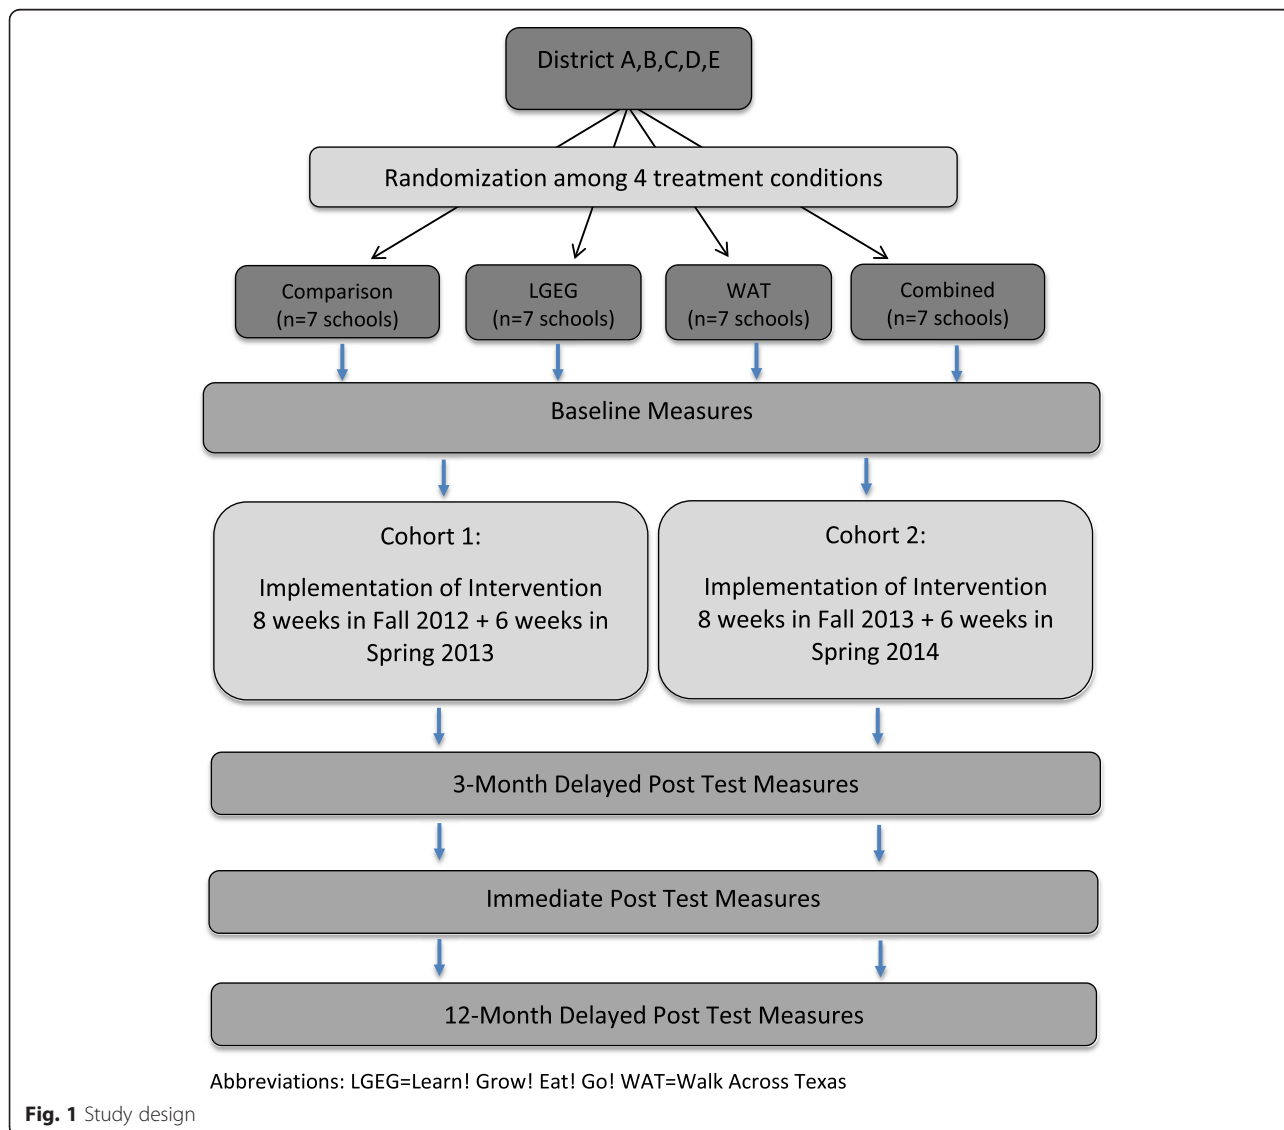 District A,B,C,D,E
Randomization among 4 treatment conditions
Comparison
(n=7 schools)
LGEG
(n=7 schools)
WAT
(n=7 schools)
Combined
(n=7 schools)
Baseline Measures
Cohort 1:
Implementation of Intervention
8 weeks in Fall 2012 + 6 weeks in
Spring 2013
Cohort 2:
Implementation of Intervention
8 weeks in Fall 2013 + 6 weeks in
Spring 2014
3-Month Delayed Post Test Measures
Immediate Post Test Measures
12-Month Delayed Post Test Measures
Abbreviations: LGEG=Learn! Grow! Eat! Go! WAT=Walk Across Texas
Fig. 1 Study design